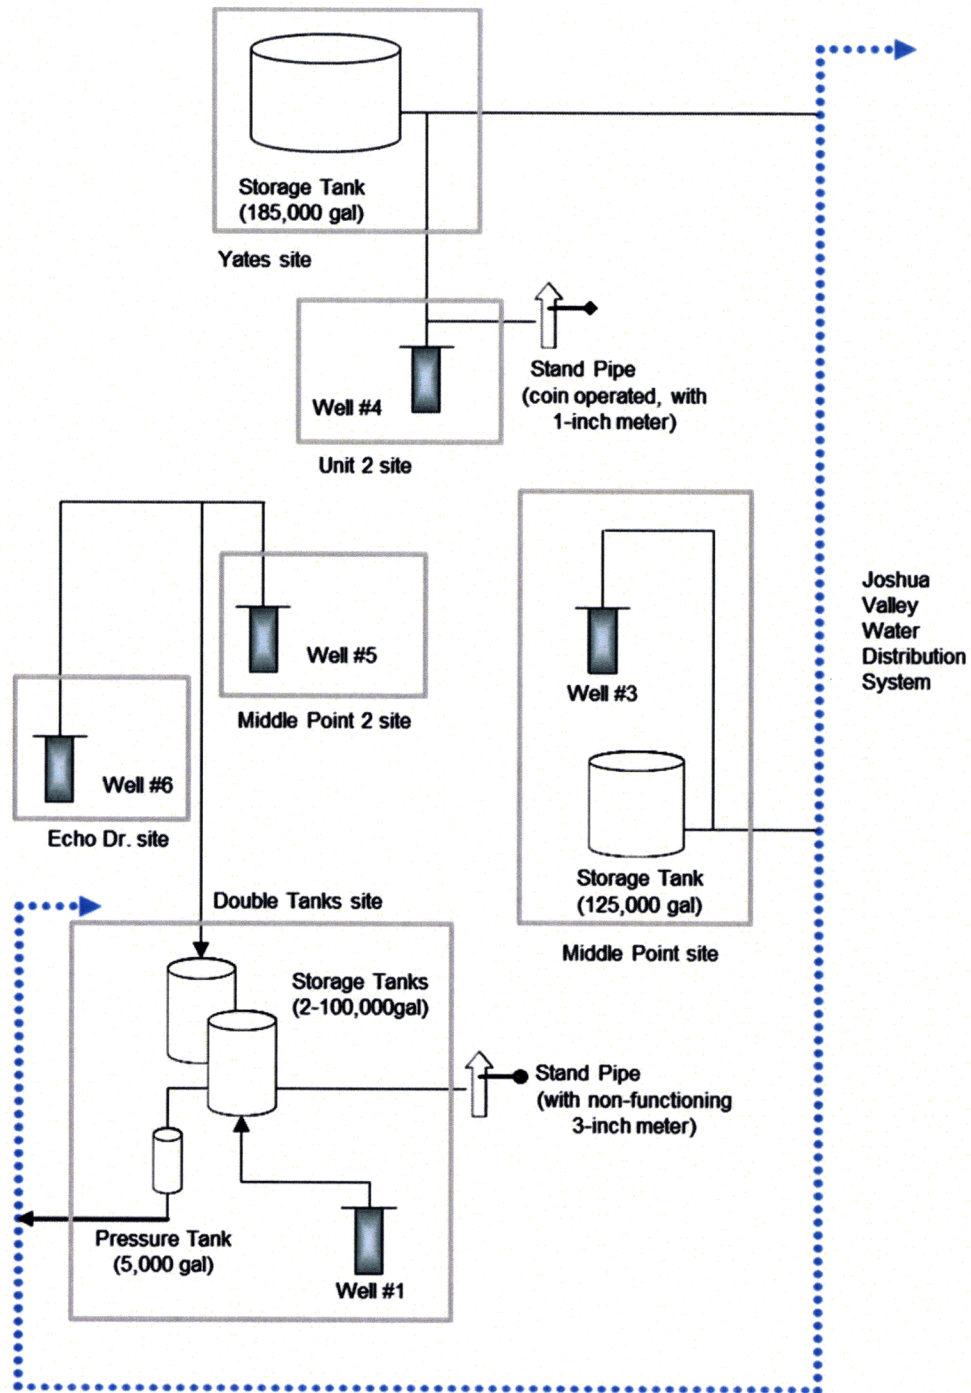 Storage Tank
(185,000 gal)
Yates site
Stand Pipe
(coin operated, with
1-inch meter)
Well #4
Unit 2 site
Well #5
Middle Point 2 site
Well #6
Echo Dr. site
Well #3
Storage Tank
(125,000 gal)
Middle Point site
Joshua
Valley
Water
Distribution
System
Double Tanks site
Storage Tanks
(2-100,000gal)
Stand Pipe
(with non-functioning
3-inch meter)
Pressure Tank
(5,000 gal)
Well #1